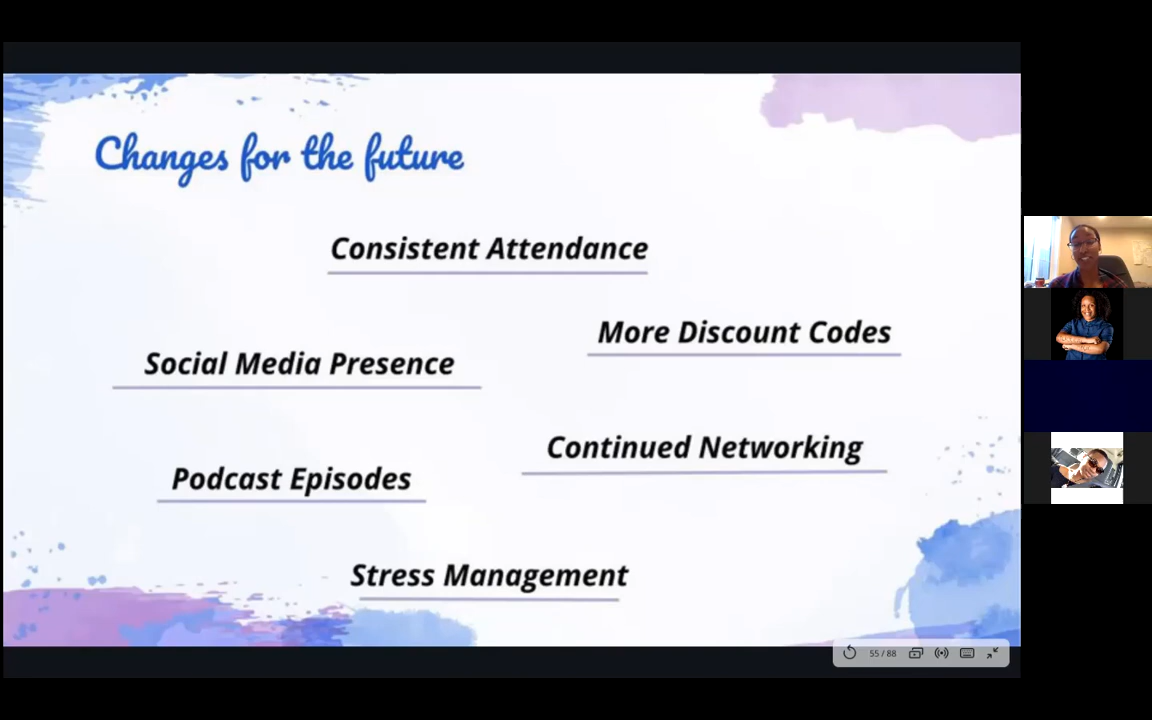 Changes for the future
Consistent Attendance
More Discount Codes
Social Media Presence
Continued Networking
Podcast Episodes
Stress Management
55 / 88